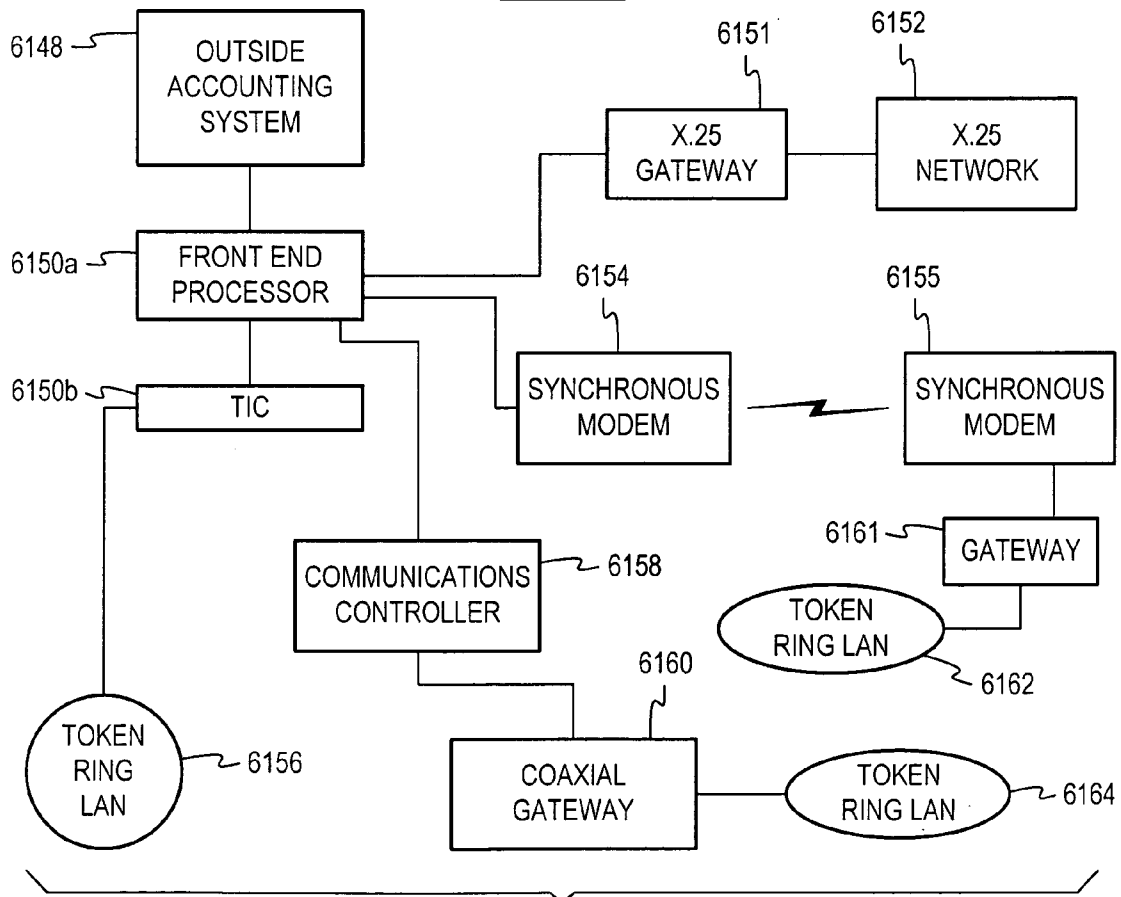 6148
OUTSIDE
ACCOUNTING
SYSTEM
6151
6152
X.25
GATEWAY
X.25
NETWORK
6150a
FRONT END
PROCESSOR
6154
6155
6150b
TIC
SYNCHRONOUS
MODEM
SYNCHRONOUS
MODEM
6161
GATEWAY
COMMUNICATIONS
CONTROLLER
6158
TOKEN
RING LAN
6162
6160
TOKEN
RING
LAN
6156
COAXIAL
GATEWAY
TOKEN
RING LAN
6164